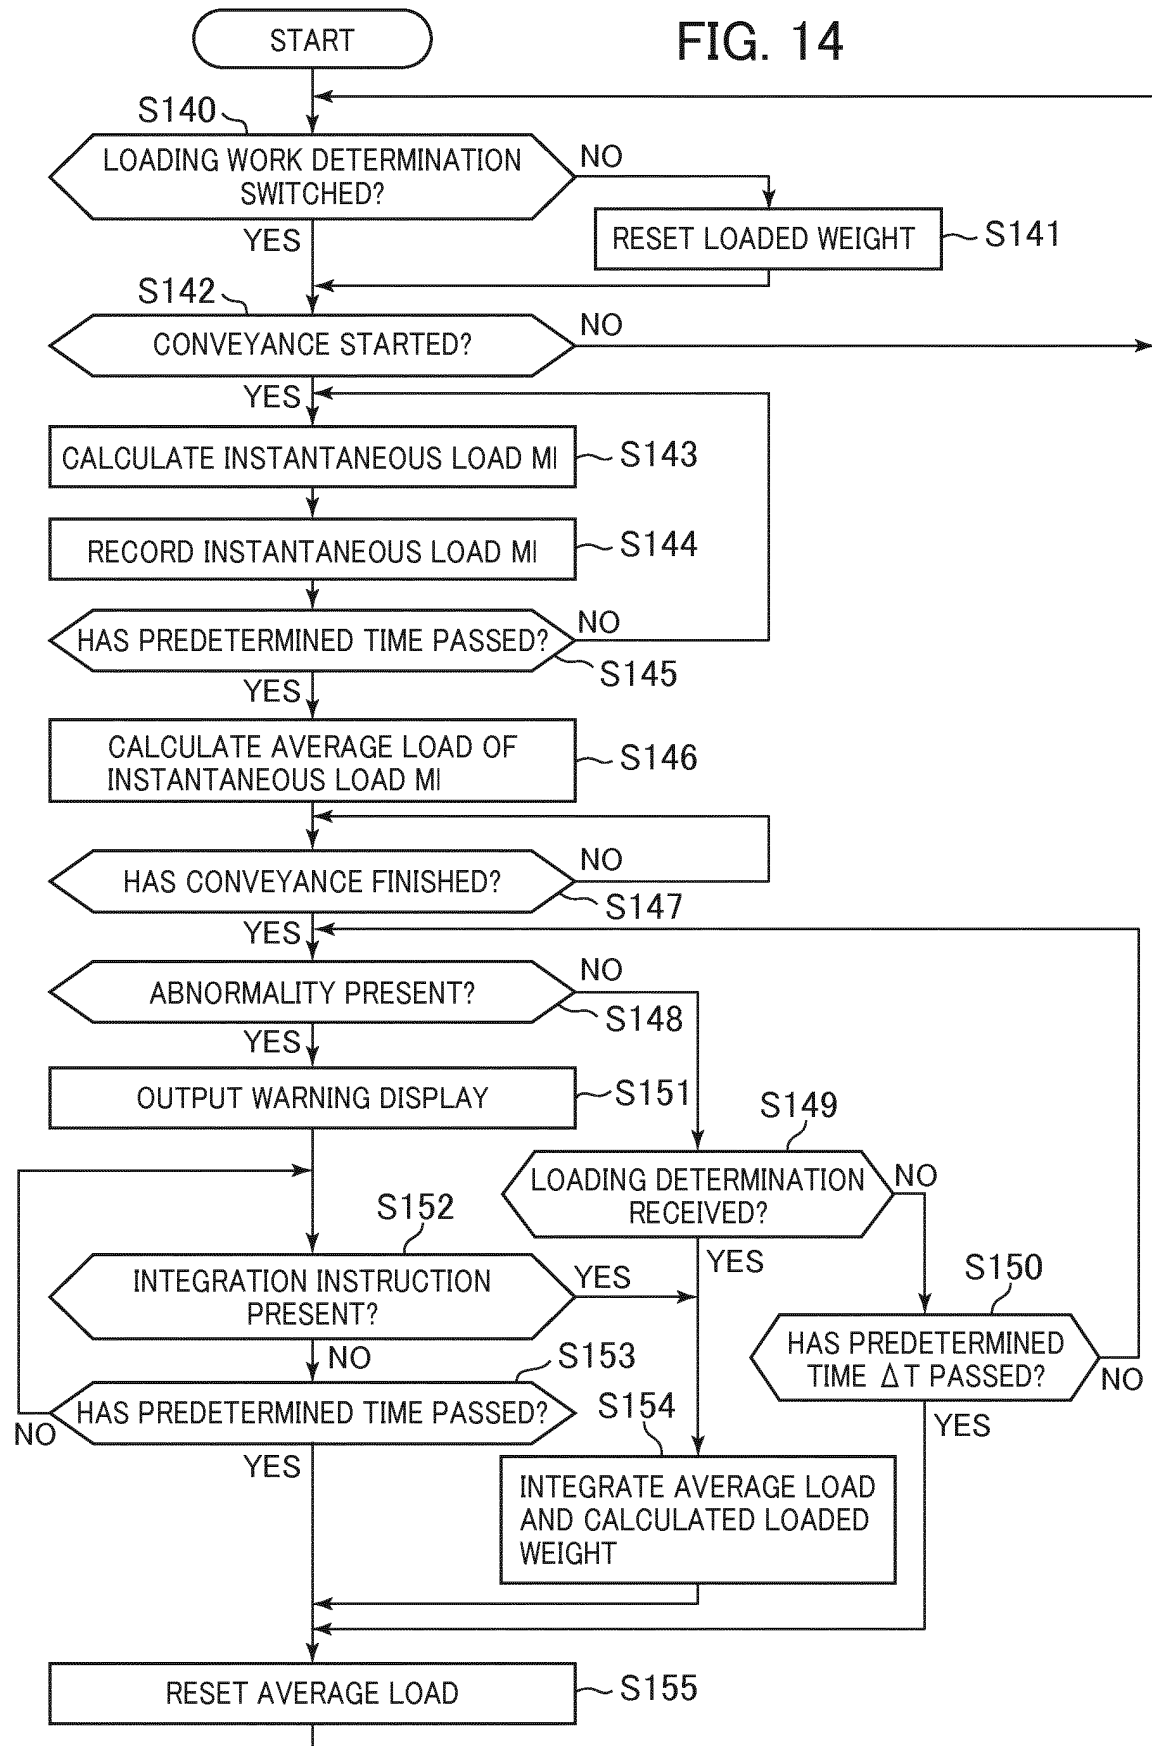 START
FIG. 14
S140
LOADING WORK DETERMINATION
SWITCHED?
NO
YES
RESET LOADED WEIGHT
S141
S142
CONVEYANCE STARTED?
NO
YES
CALCULATE INSTANTANEOUS LOAD MI
S143
RECORD INSTANTANEOUS LOAD MI
S144
HAS PREDETERMINED TIME PASSED?
NO
S145
YES
CALCULATE AVERAGE LOAD OF
INSTANTANEOUS LOAD MI
S146
HAS CONVEYANCE FINISHED?
NO
S147
YES
ABNORMALITY PRESENT?
NO
S148
YES
OUTPUT WARNING DISPLAY
S151
S149
LOADING DETERMINATION
RECEIVED?
NO
YES
S152
INTEGRATION INSTRUCTION
PRESENT?
YES
NO
S150
HAS PREDETERMINED
TIME ΔT PASSED?
NO
YES
S153
HAS PREDETERMINED TIME PASSED?
NO
YES
S154
INTEGRATE AVERAGE LOAD
AND CALCULATED LOADED
WEIGHT
RESET AVERAGE LOAD
S155